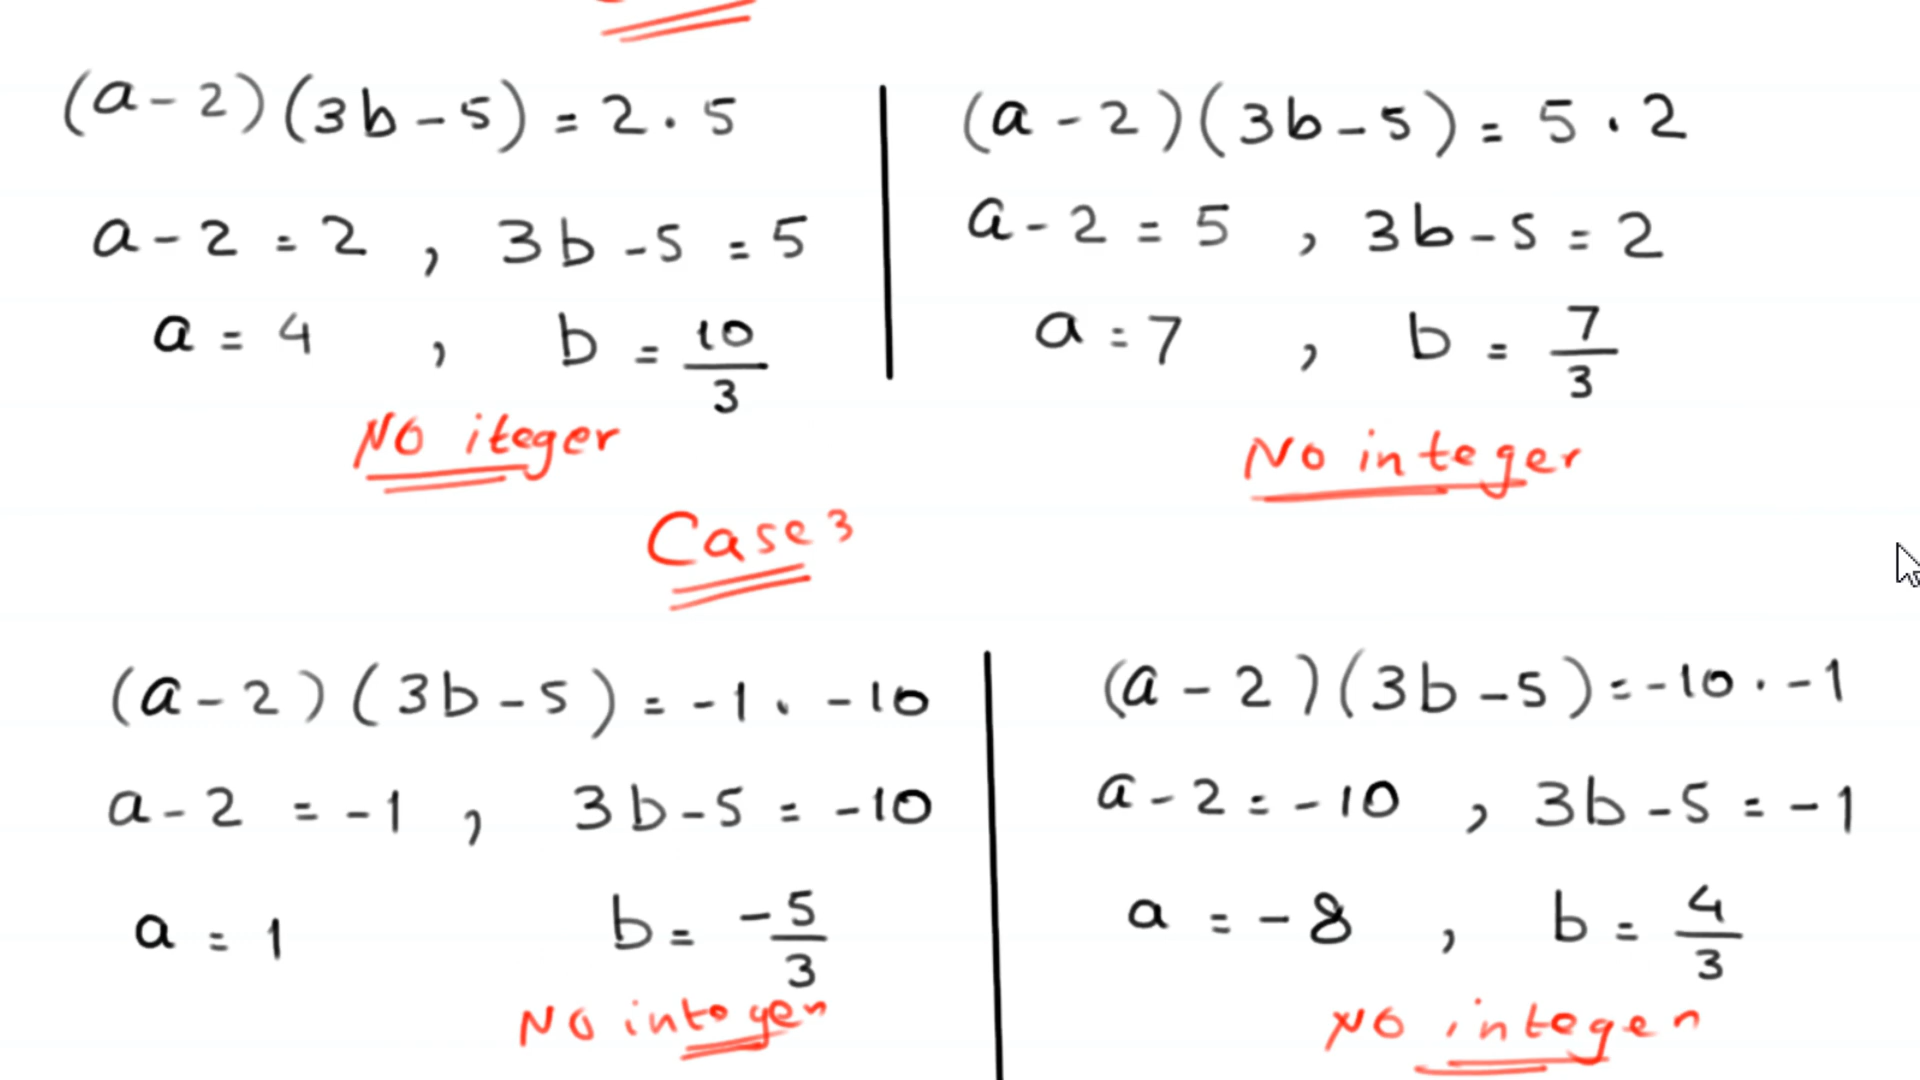 (a - 2)(3b - 5) = 2 · 5
a - 2 = 2 , 3b - 5 = 5
a = 4 , b = 10/3
NO iteger
(a - 2)(3b - 5) = 5 · 2
a - 2 = 5 , 3b - 5 = 2
a = 7 , b = 7/3
No integer
Case 3
(a - 2)(3b - 5) = -1 · -10
a - 2 = -1 , 3b - 5 = -10
a = 1 b = -5/3
NO integer
(a - 2)(3b - 5) = -10 · -1
a - 2 = -10 , 3b - 5 = -1
a = -8 , b = 4/3
NO integer